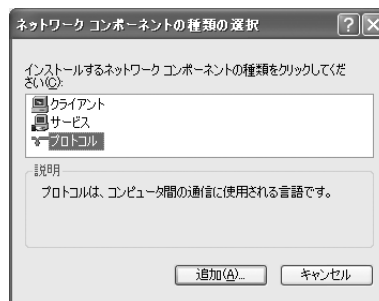 ネットワーク コンポーネントの種類の選択
インストールするネットワーク コンポーネントの種類をクリックしてくだ
さい(C):
クライアント
サービス
プロトコル
説明
プロトコルは、コンピュータ間の通信に使用される言語です。
追加(A)...
キャンセル